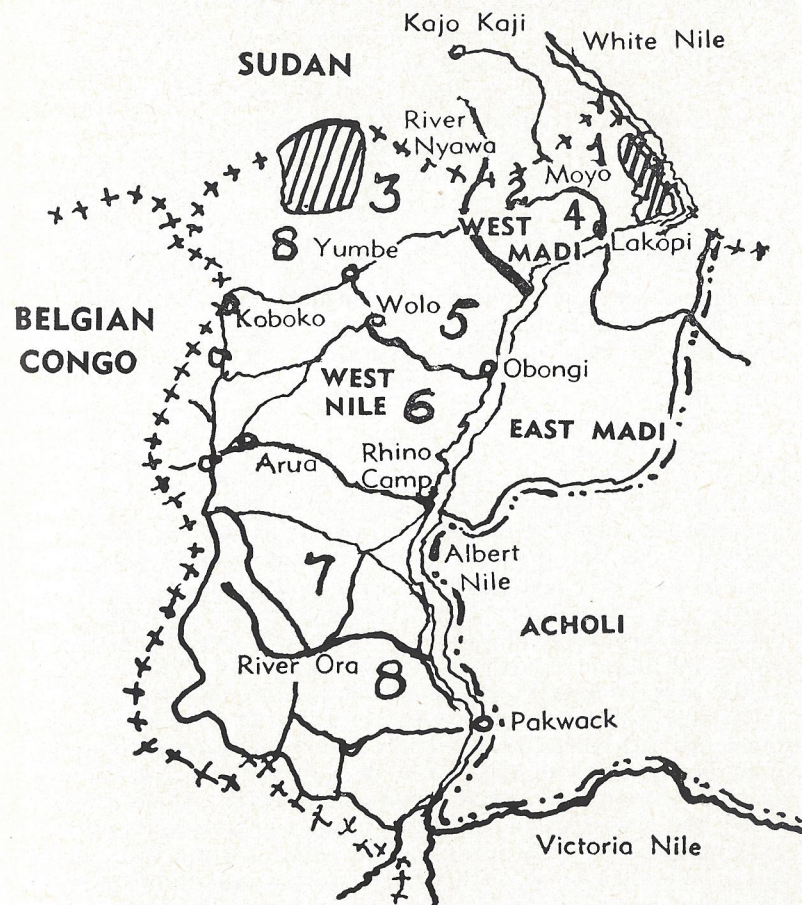 Kajo Kaji
White Nile
SUDAN
River
Nyawa
1
2
Moyo
3
4
WEST
MADI
Lakopi
8
Yumbe
Koboko
Wolo
5
BELGIAN
CONGO
Obongi
WEST
NILE
6
EAST MADI
Arua
Rhino
Camp
Albert
Nile
7
ACHOLI
River Ora
8
Pakwack
Victoria Nile